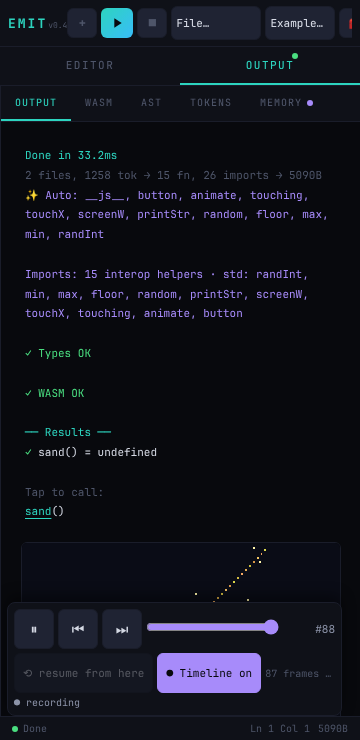 EMIT v0.4 File… Example…
EDITOR OUTPUT
OUTPUT WASM AST TOKENS MEMORY
Done in 33.2ms
2 files, 1258 tok → 15 fn, 26 imports → 5090B
✨ Auto: __js__, button, animate, touching,
touchX, screenW, printStr, random, floor, max,
min, randInt
Imports: 15 interop helpers · std: randInt,
min, max, floor, random, printStr, screenW,
touchX, touching, animate, button
✓ Types OK
✓ WASM OK
── Results ──
✓ sand() = undefined
Tap to call:
sand()
#88
⟲ resume from here ● Timeline on 87 frames …
recording
Done Ln 1 Col 1 5090B